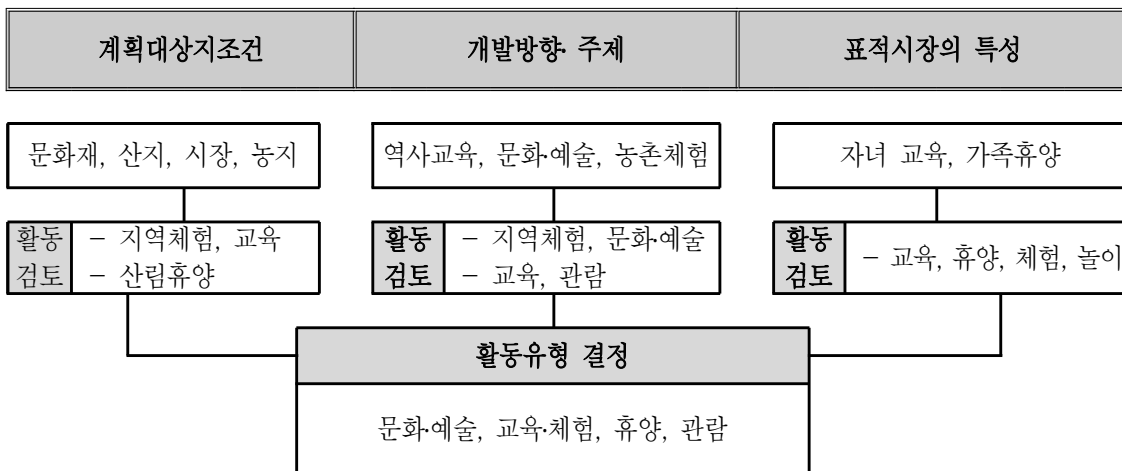 계획대상지조건
개발방향· 주제
표적시장의 특성
문화재, 산지, 시장, 농지
역사교육, 문화·예술, 농촌체험
자녀 교육, 가족휴양
활동
검토
- 지역체험, 교육
- 산림휴양
활동
검토
- 지역체험, 문화·예술
- 교육, 관람
활동
검토
- 교육, 휴양, 체험, 놀이
활동유형 결정
문화·예술, 교육·체험, 휴양, 관람